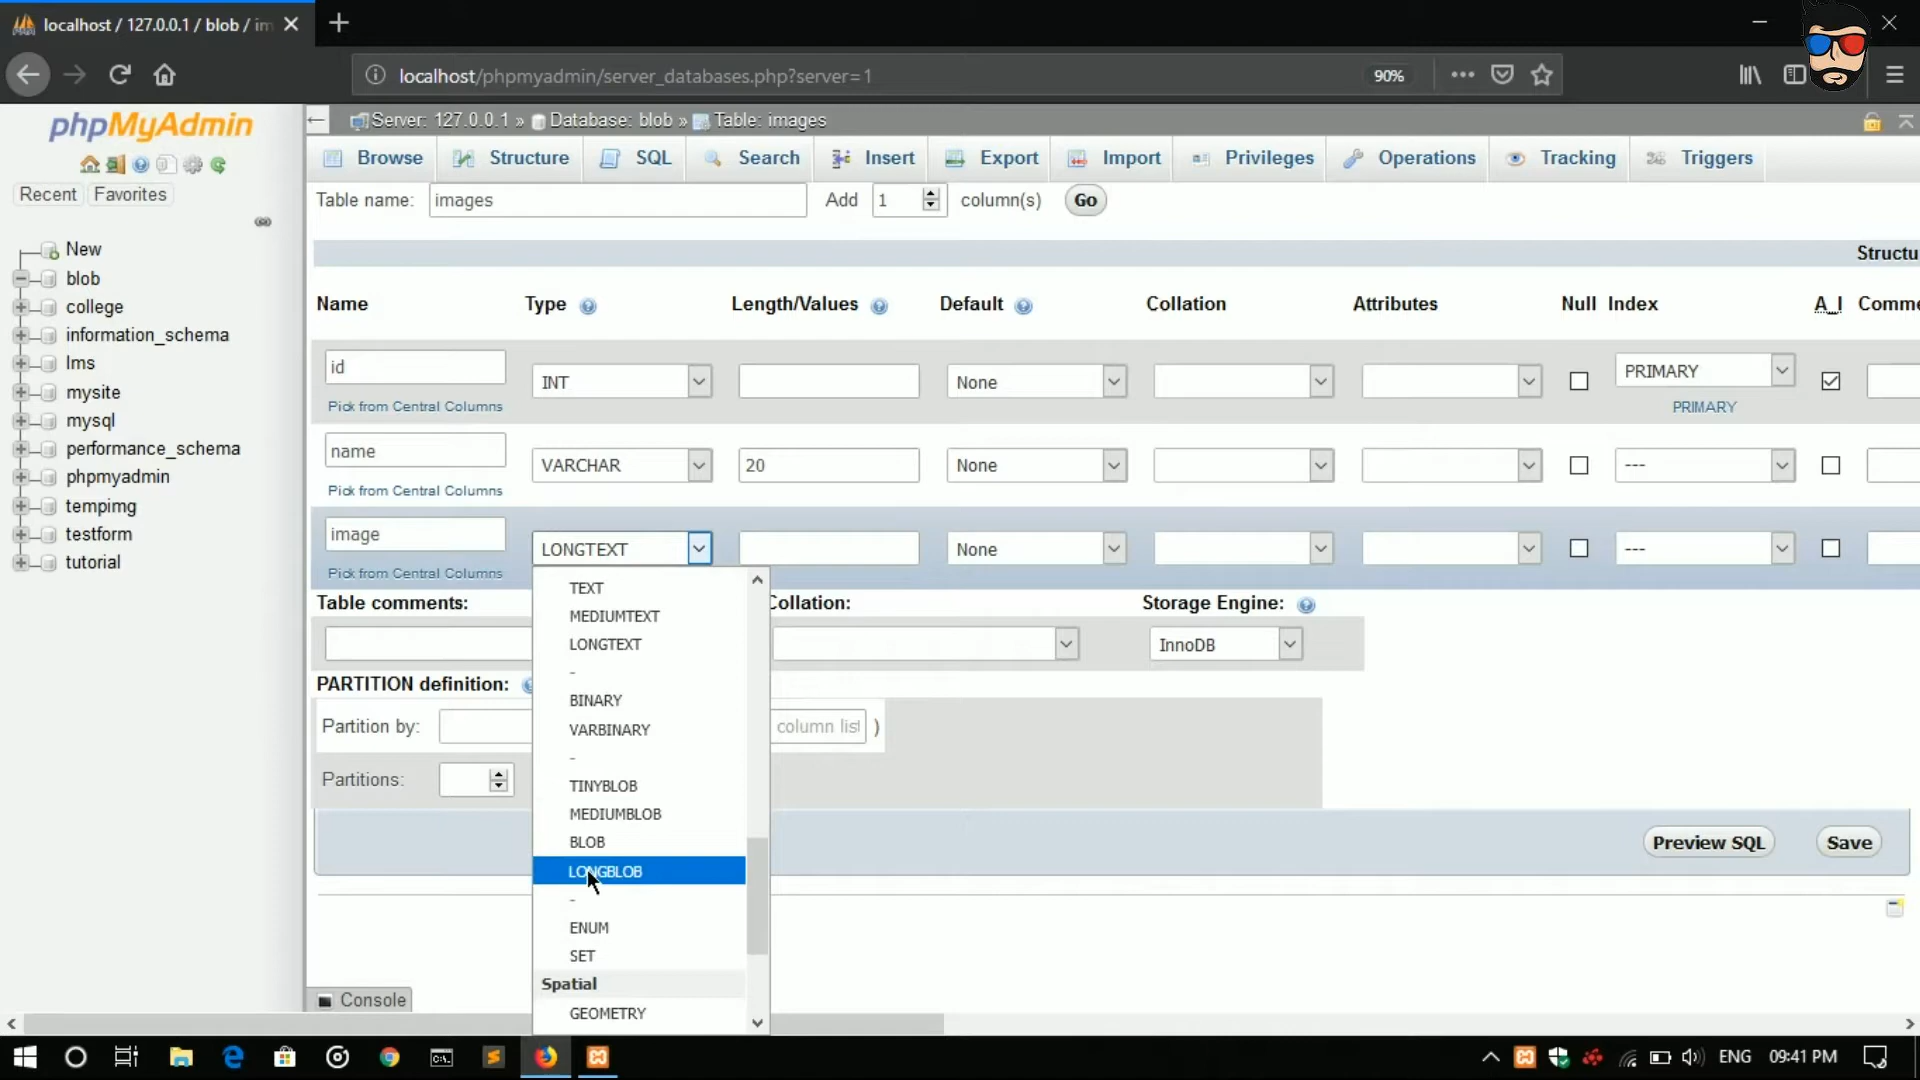 localhost / 127.0.0.1 / blob / im
localhost/phpmyadmin/server_databases.php?server=1
90%
phpMyAdmin
Recent
Favorites
New
blob
college
information_schema
lms
mysite
mysql
performance_schema
phpmyadmin
tempimg
testform
tutorial
Server: 127.0.0.1 » Database: blob » Table: images
Browse Structure SQL Search Insert Export Import Privileges Operations Tracking Triggers
Table name: images Add 1 column(s) Go
Structu
Name Type Length/Values Default Collation Attributes Null Index A_I Comme
id INT None PRIMARY
Pick from Central Columns PRIMARY
name VARCHAR 20 None ---
Pick from Central Columns
image LONGTEXT None ---
Pick from Central Columns
TEXT
MEDIUMTEXT
LONGTEXT
-
BINARY
VARBINARY
-
TINYBLOB
MEDIUMBLOB
BLOB
LONGBLOB
-
ENUM
SET
Spatial
GEOMETRY
Table comments: Collation: Storage Engine:
InnoDB
PARTITION definition:
Partition by: column list )
Partitions:
Preview SQL Save
Console
ENG 09:41 PM